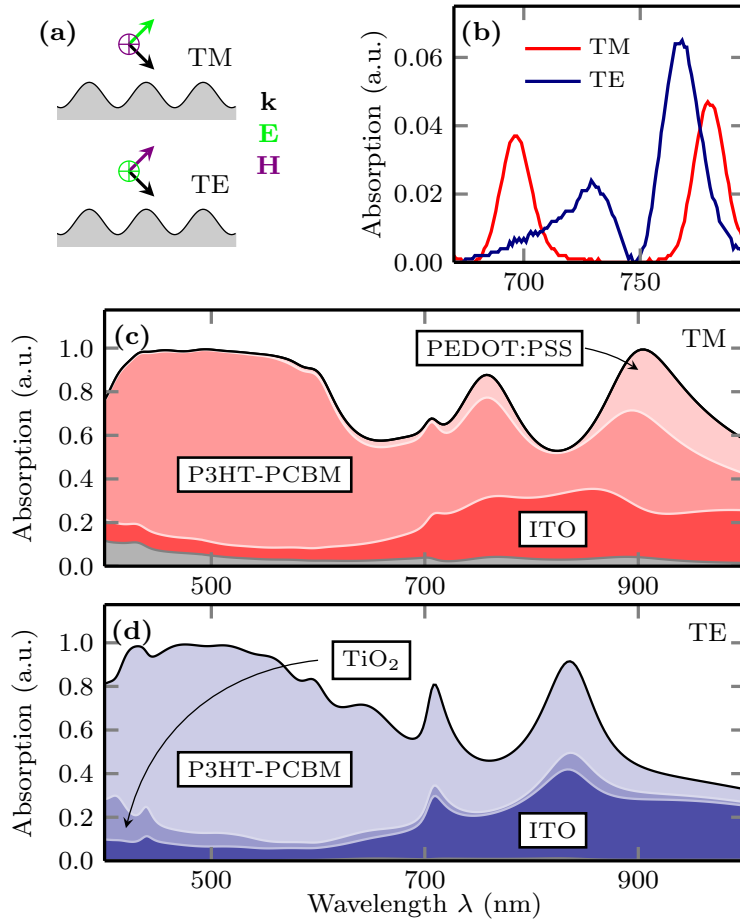 (a)
TM
TE
k
E
H
(b)
TM
TE
Absorption (a.u.)
0.06
0.04
0.02
0.00
700 750
(c)
TM
PEDOT:PSS
P3HT-PCBM
ITO
Absorption (a.u.)
1.0
0.8
0.6
0.4
0.2
0.0
500 700 900
(d)
TE
TiO₂
P3HT-PCBM
ITO
Absorption (a.u.)
1.0
0.8
0.6
0.4
0.2
0.0
500 700 900
Wavelength λ (nm)